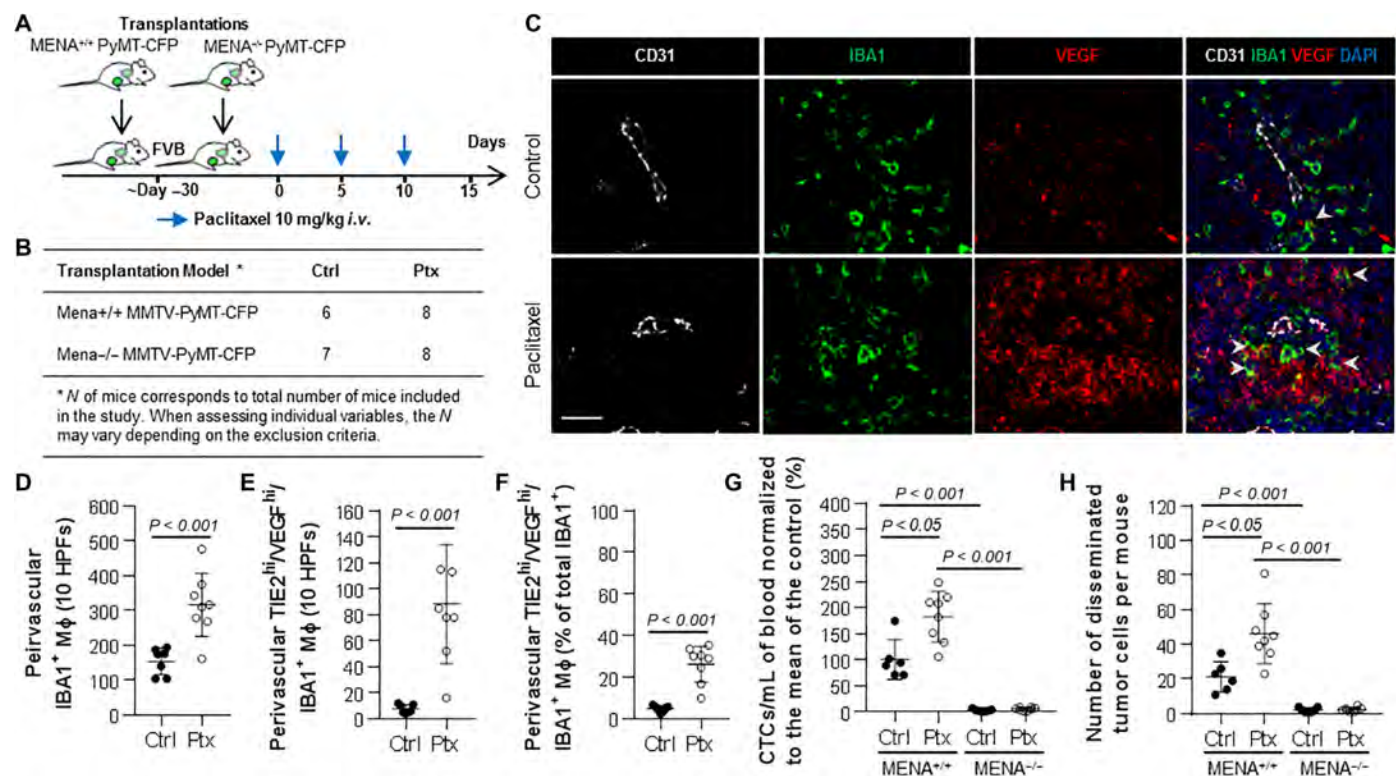 A
Transplantations
MENA+/+ PyMT-CFP MENA-/- PyMT-CFP
FVB
Days
~Day –30 0 5 10 15
Paclitaxel 10 mg/kg i.v.
B
Transplantation Model * Ctrl Ptx
Mena+/+ MMTV-PyMT-CFP 6 8
Mena–/– MMTV-PyMT-CFP 7 8
* N of mice corresponds to total number of mice included
in the study. When assessing individual variables, the N
may vary depending on the exclusion criteria.
C
CD31 IBA1 VEGF CD31 IBA1 VEGF DAPI
Control
Paclitaxel
D
Peirvascular
IBA1+ Mϕ (10 HPFs)
600
500
400
300
200
100
0
P < 0.001
Ctrl Ptx
E
Perivascular TIE2hi/VEGFhi/
IBA1+ Mϕ (10 HPFs)
160
140
120
100
80
60
40
20
0
P < 0.001
Ctrl Ptx
F
Perivascular TIE2hi/VEGFhi/
IBA1+ Mϕ (% of total IBA1+)
100
80
60
40
20
0
P < 0.001
Ctrl Ptx
G
CTCs/mL of blood normalized
to the mean of the control (%)
400
350
300
250
200
150
100
50
0
P < 0.001
P < 0.05
P < 0.001
Ctrl Ptx Ctrl Ptx
MENA+/+ MENA–/–
H
Number of disseminated
tumor cells per mouse
120
100
80
60
40
20
0
P < 0.001
P < 0.05
P < 0.001
Ctrl Ptx Ctrl Ptx
MENA+/+ MENA–/–